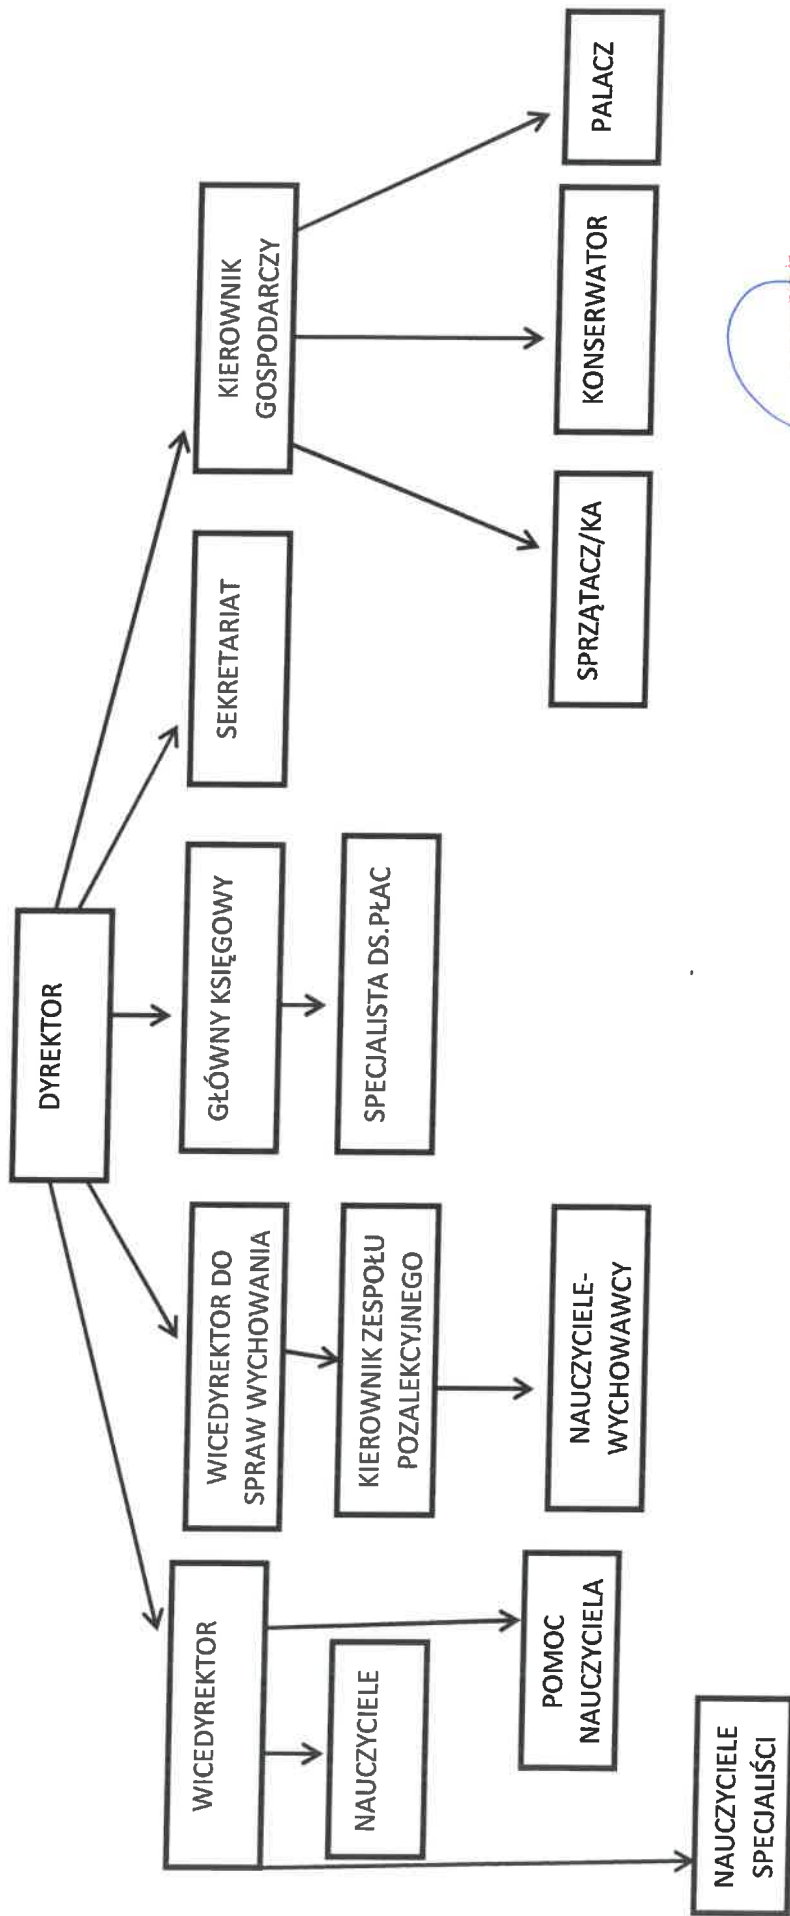 DYREKTOR
WICEDYREKTOR
WICEDYREKTOR DO
SPRAW WYCHOWANIA
GŁÓWNY KSIĘGOWY
SEKRETARIAT
KIEROWNIK
GOSPODARCZY
NAUCZYCIELE
KIEROWNIK ZESPOŁU
POZALEKCYJNEGO
SPECJALISTA DS.PŁAC
POMOC
NAUCZYCIELA
NAUCZYCIELE-
WYCHOWAWCY
SPRZĄTACZ/KA
KONSERWATOR
PALACZ
NAUCZYCIELE
SPECJALIŚCI